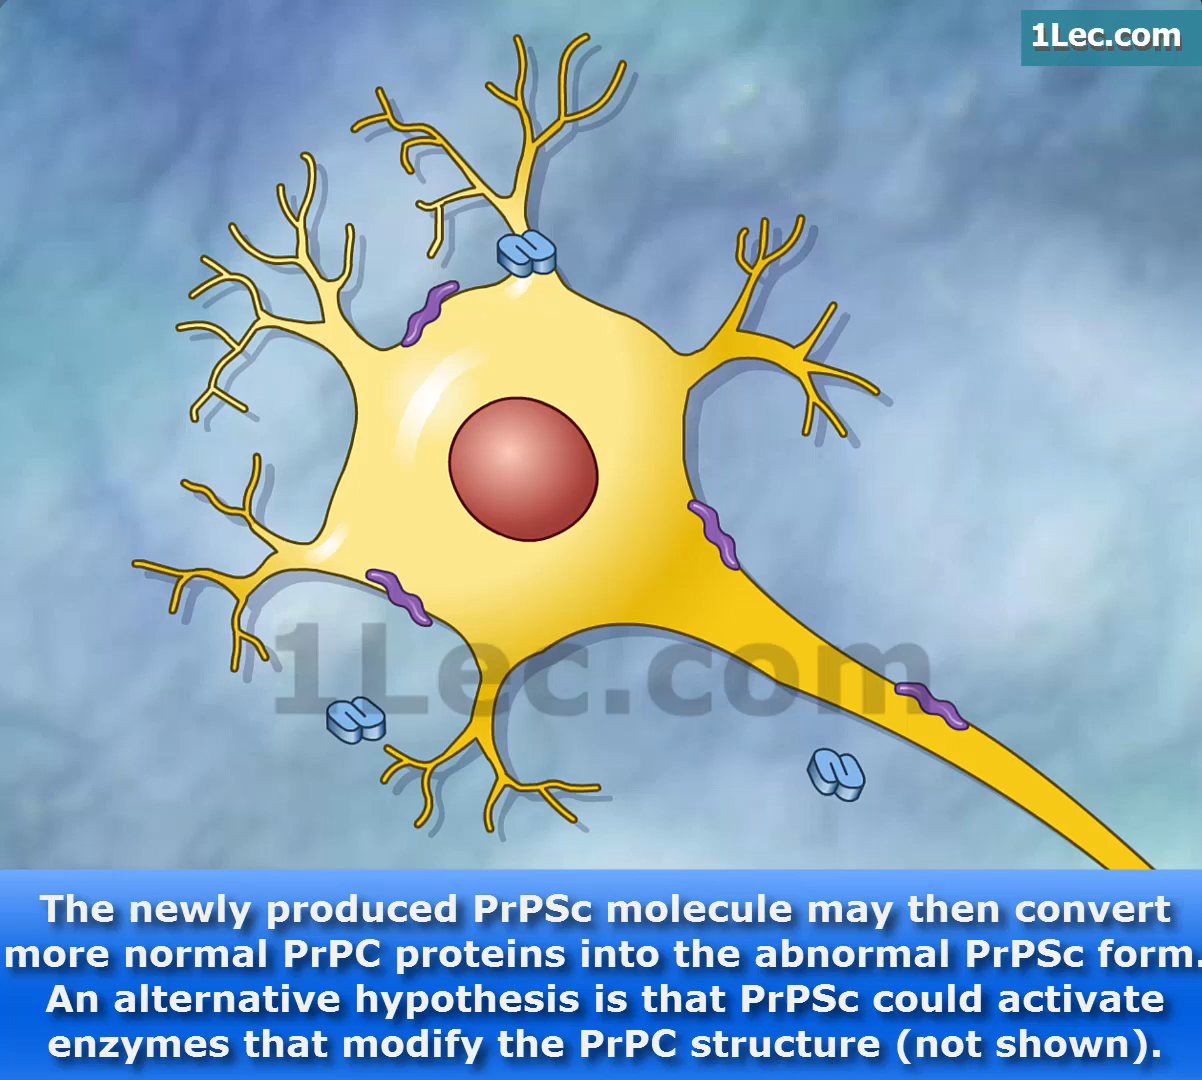 1Lec.com
1Lec.com
The newly produced PrPSc molecule may then convert
more normal PrPC proteins into the abnormal PrPSc form.
An alternative hypothesis is that PrPSc could activate
enzymes that modify the PrPC structure (not shown).